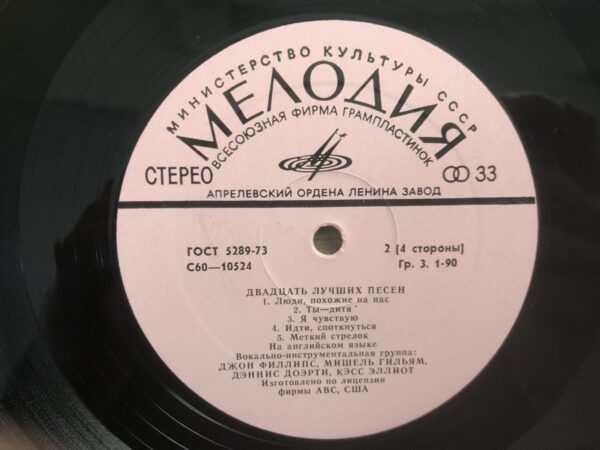 МИНИСТЕРСТВО КУЛЬТУРЫ СССР
МЕЛОДИЯ
ВСЕСОЮЗНАЯ ФИРМА ГРАМПЛАСТИНОК
СТЕРЕО 33
АПРЕЛЕВСКИЙ ОРДЕНА ЛЕНИНА ЗАВОД
ГОСТ 5289-73 2 (4 стороны)
С60—10524 Гр. 3. 1-90
ДВАДЦАТЬ ЛУЧШИХ ПЕСЕН
1. Люди, похожие на нас
2. Ты—дитя
3. Я чувствую
4. Идти, споткнуться
5. Меткий стрелок
На английском языке
Вокально-инструментальная группа:
ДЖОН ФИЛЛИПС, МИШЕЛЬ ГИЛЬЯМ,
ДЭННИС ДОЭРТИ, КЭСС ЭЛЛИОТ
Изготовлено по лицензии
фирмы АВС, США